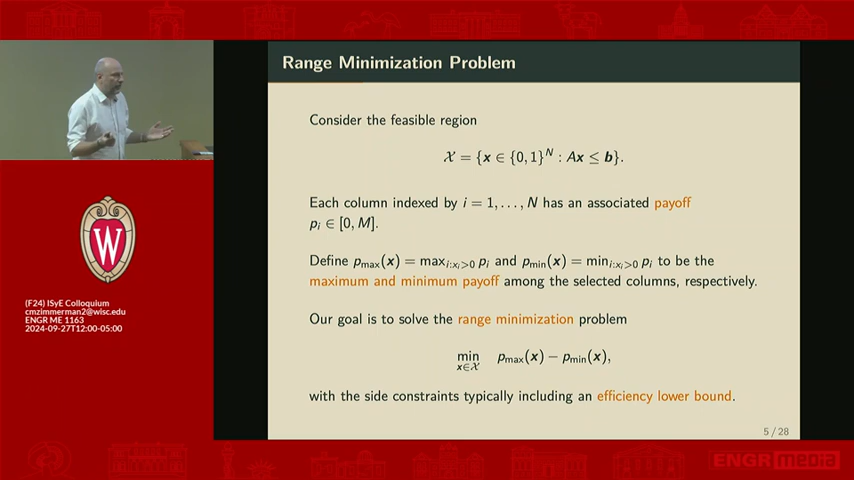 Range Minimization Problem
Consider the feasible region
𝒳 = {x ∈ {0, 1}^N : Ax ≤ b}.
Each column indexed by i = 1, . . . , N has an associated payoff
p_i ∈ [0, M].
Define p_max(x) = max_{i:x_i>0} p_i and p_min(x) = min_{i:x_i>0} p_i to be the
maximum and minimum payoff among the selected columns, respectively.
Our goal is to solve the range minimization problem
min_{x∈𝒳} p_max(x) − p_min(x),
with the side constraints typically including an efficiency lower bound.
5 / 28
W
(F24) ISyE Colloquium
cmzimmerman2@wisc.edu
ENGR ME 1163
2024-09-27T12:00-05:00
ENGR media